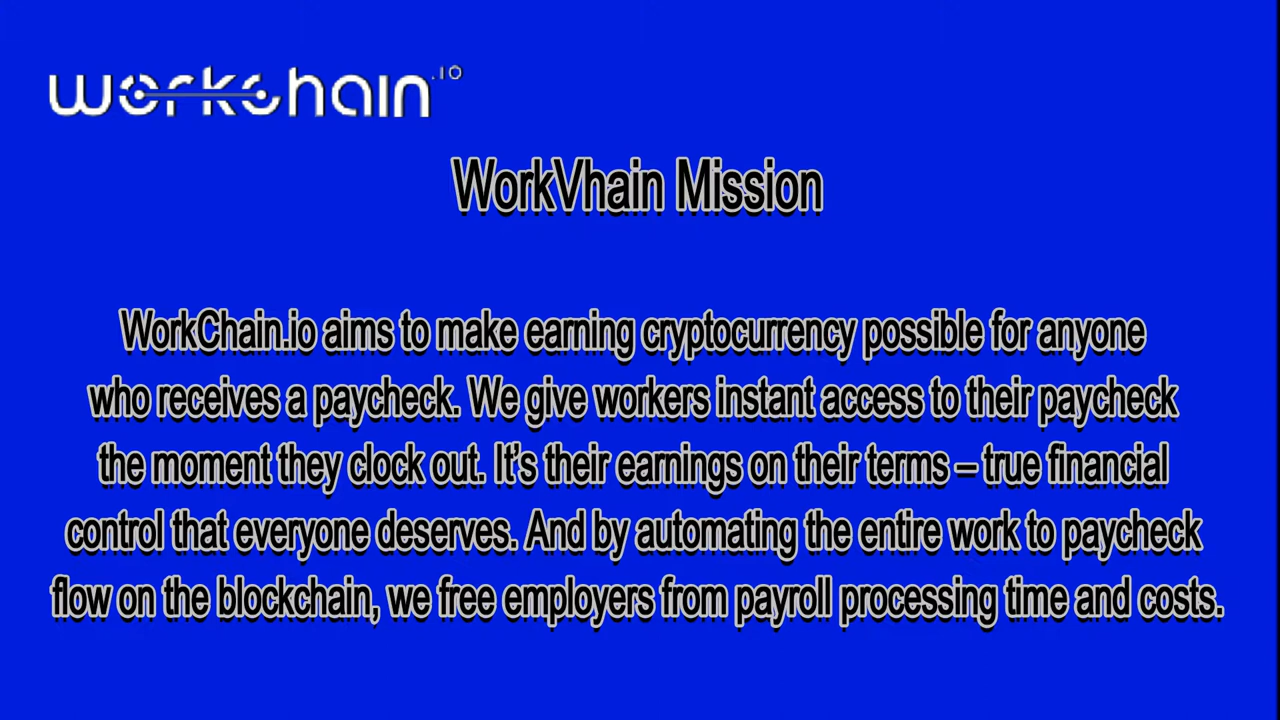 workchain.io
WorkVhain Mission
WorkChain.io aims to make earning cryptocurrency possible for anyone
who receives a paycheck. We give workers instant access to their paycheck
the moment they clock out. It's their earnings on their terms – true financial
control that everyone deserves. And by automating the entire work to paycheck
flow on the blockchain, we free employers from payroll processing time and costs.